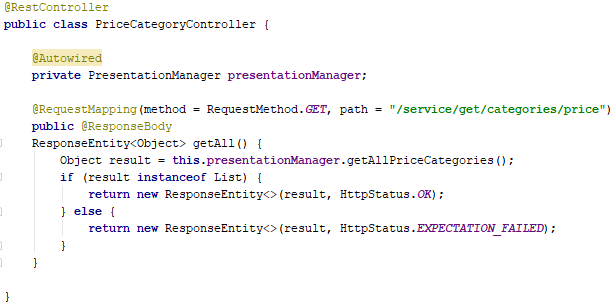 @RestController
public class PriceCategoryController {
@Autowired
private PresentationManager presentationManager;
@RequestMapping(method = RequestMethod.GET, path = "/service/get/categories/price")
public @ResponseBody
ResponseEntity<Object> getAll() {
Object result = this.presentationManager.getAllPriceCategories();
if (result instanceof List) {
return new ResponseEntity<>(result, HttpStatus.OK);
} else {
return new ResponseEntity<>(result, HttpStatus.EXPECTATION_FAILED);
}
}
}